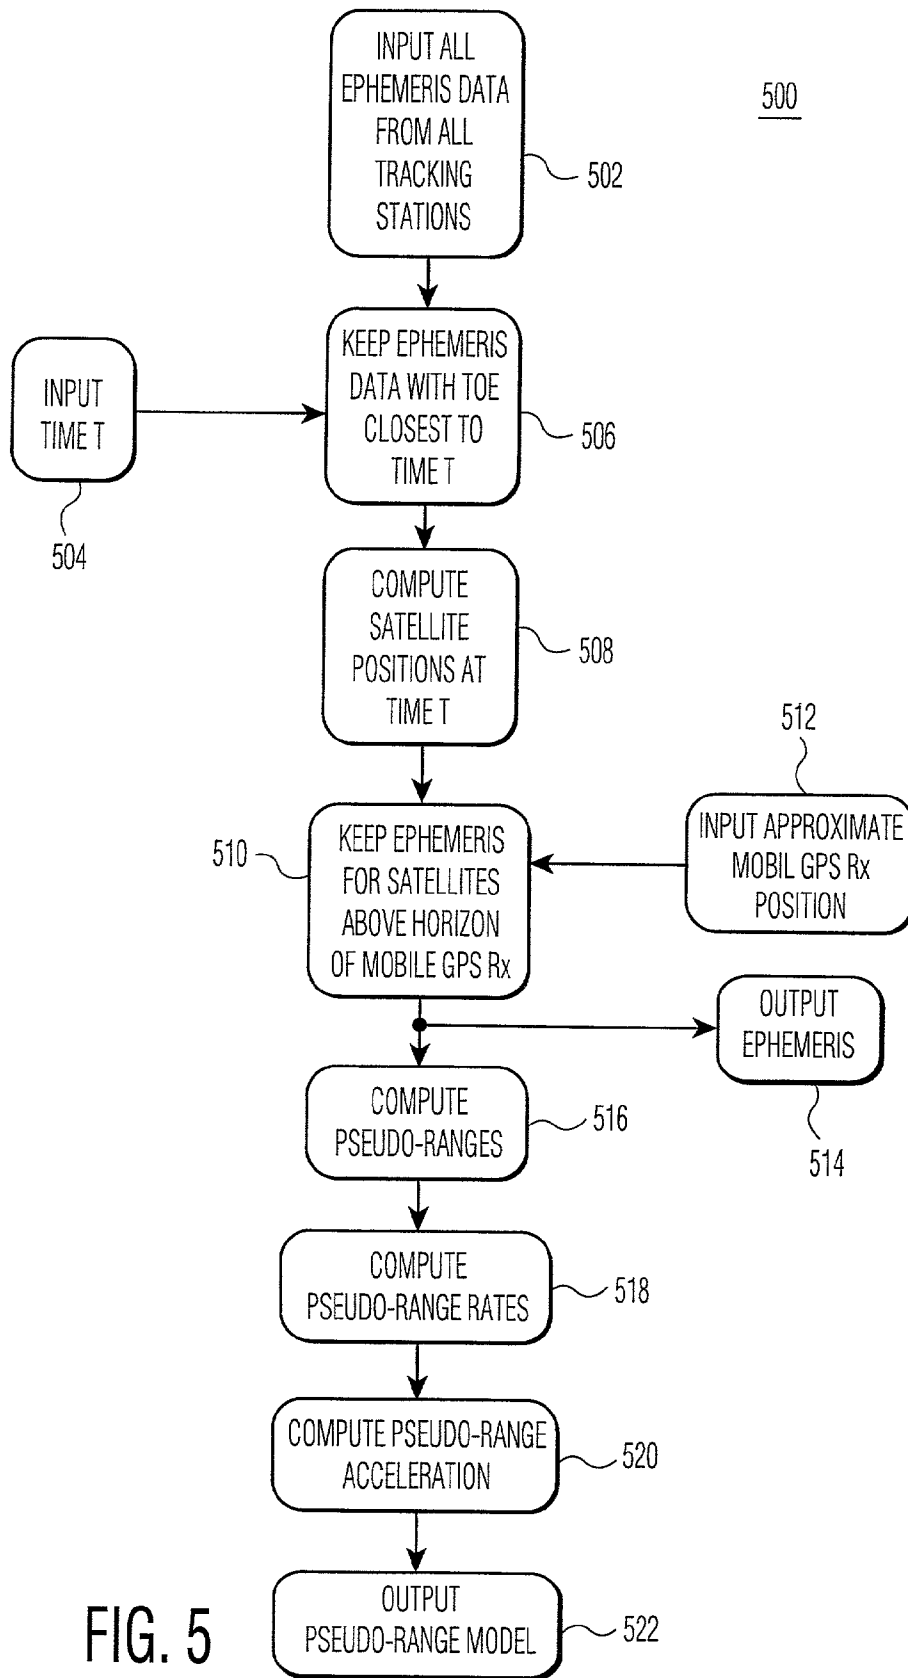 INPUT ALL
EPHEMERIS DATA
FROM ALL
TRACKING
STATIONS
500
502
INPUT
TIME T
504
KEEP EPHEMERIS
DATA WITH TOE
CLOSEST TO
TIME T
506
COMPUTE
SATELLITE
POSITIONS AT
TIME T
508
512
INPUT APPROXIMATE
MOBIL GPS Rx
POSITION
510
KEEP EPHEMERIS
FOR SATELLITES
ABOVE HORIZON
OF MOBILE GPS Rx
OUTPUT
EPHEMERIS
514
COMPUTE
PSEUDO-RANGES
516
COMPUTE
PSEUDO-RANGE RATES
518
COMPUTE PSEUDO-RANGE
ACCELERATION
520
OUTPUT
PSEUDO-RANGE MODEL
522
FIG. 5